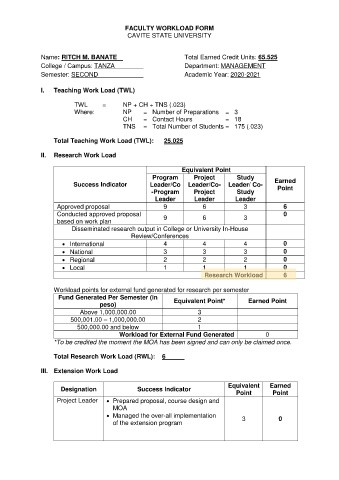 FACULTY WORKLOAD FORM
CAVITE STATE UNIVERSITY
Name: RITCH M. BANATE Total Earned Credit Units: 65.525
College / Campus: TANZA Department: MANAGEMENT
Semester: SECOND Academic Year: 2020-2021
I. Teaching Work Load (TWL)
TWL = NP + CH + TNS (.023)
Where: NP = Number of Preparations = 3
CH = Contact Hours = 18
TNS = Total Number of Students = 175 (.023)
Total Teaching Work Load (TWL): 25.025
II. Research Work Load
Success Indicator Equivalent Point Earned Point
Program Leader/Co-Program Leader Project Leader/Co-Project Leader Study Leader/ Co-Study Leader
Approved proposal 9 6 3 6
Conducted approved proposal based on work plan 9 6 3 0
Disseminated research output in College or University In-House Review/Conferences
• International 4 4 4 0
• National 3 3 3 0
• Regional 2 2 2 0
• Local 1 1 1 0
Research Workload 6
Workload points for external fund generated for research per semester
Fund Generated Per Semester (in peso) Equivalent Point* Earned Point
Above 1,000,000.00 3
500,001.00 – 1,000,000.00 2
500,000.00 and below 1
Workload for External Fund Generated 0
*To be credited the moment the MOA has been signed and can only be claimed once.
Total Research Work Load (RWL): 6
III. Extension Work Load
Designation Success Indicator Equivalent Point Earned Point
Project Leader • Prepared proposal, course design and MOA
• Managed the over-all implementation of the extension program 3 0